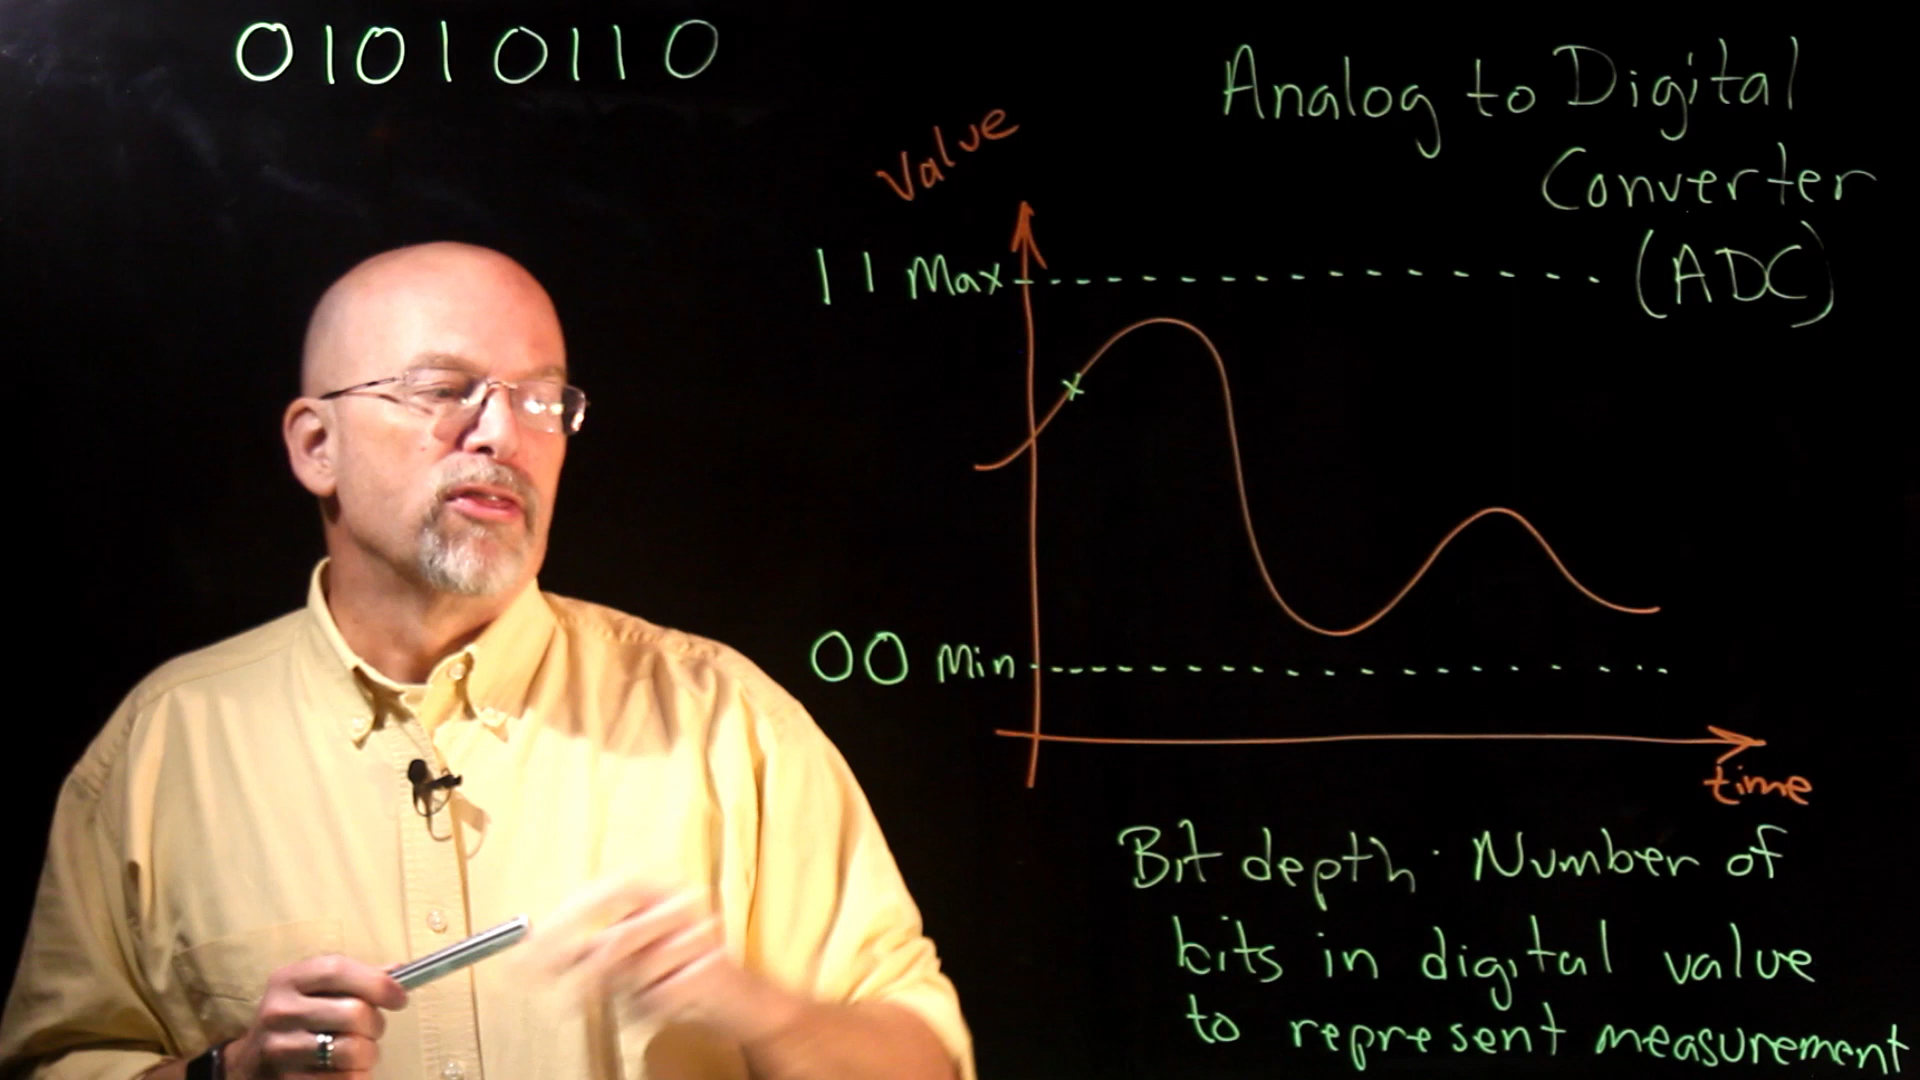 01010110
Analog to Digital
Converter
(ADC)
Value
11 Max
x
00 Min
time
Bit depth · Number of
bits in digital value
to represent measurement